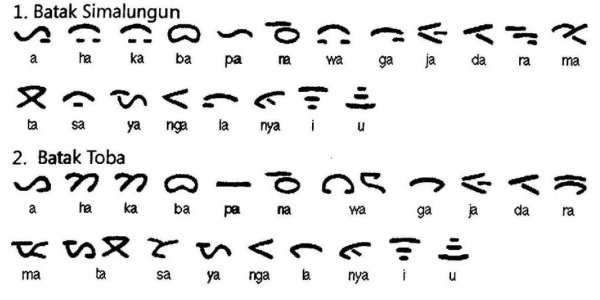 1. Batak Simalungun
ᯁ ᯃ ᯃ ᯅ ᯈ ᯉ ᯌ ᯏ ᯐ ᯑ ᯓ ᯕ
a ha ka ba pa na wa ga ja da ra ma
ᯗ ᯙ ᯜ ᯝ ᯟ ᯠ ᯤ ᯥ
ta sa ya nga la nya i u
2. Batak Toba
ᯀ ᯂ ᯂ ᯅ ᯇ ᯉ ᯋ ᯍ ᯎ ᯐ ᯑ ᯒ
a ha ka ba pa na wa ga ja da ra
ᯔ ᯖ ᯗ ᯘ ᯛ ᯝ ᯞ ᯠ ᯤ ᯥ
ma ta sa ya nga la nya i u